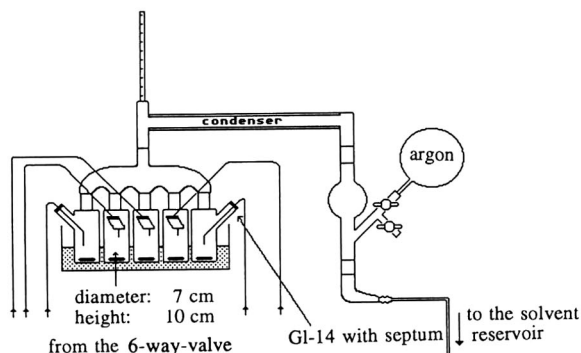 condenser
argon
diameter: 7 cm
height: 10 cm
from the 6-way-valve
Gl-14 with septum
to the solvent
reservoir